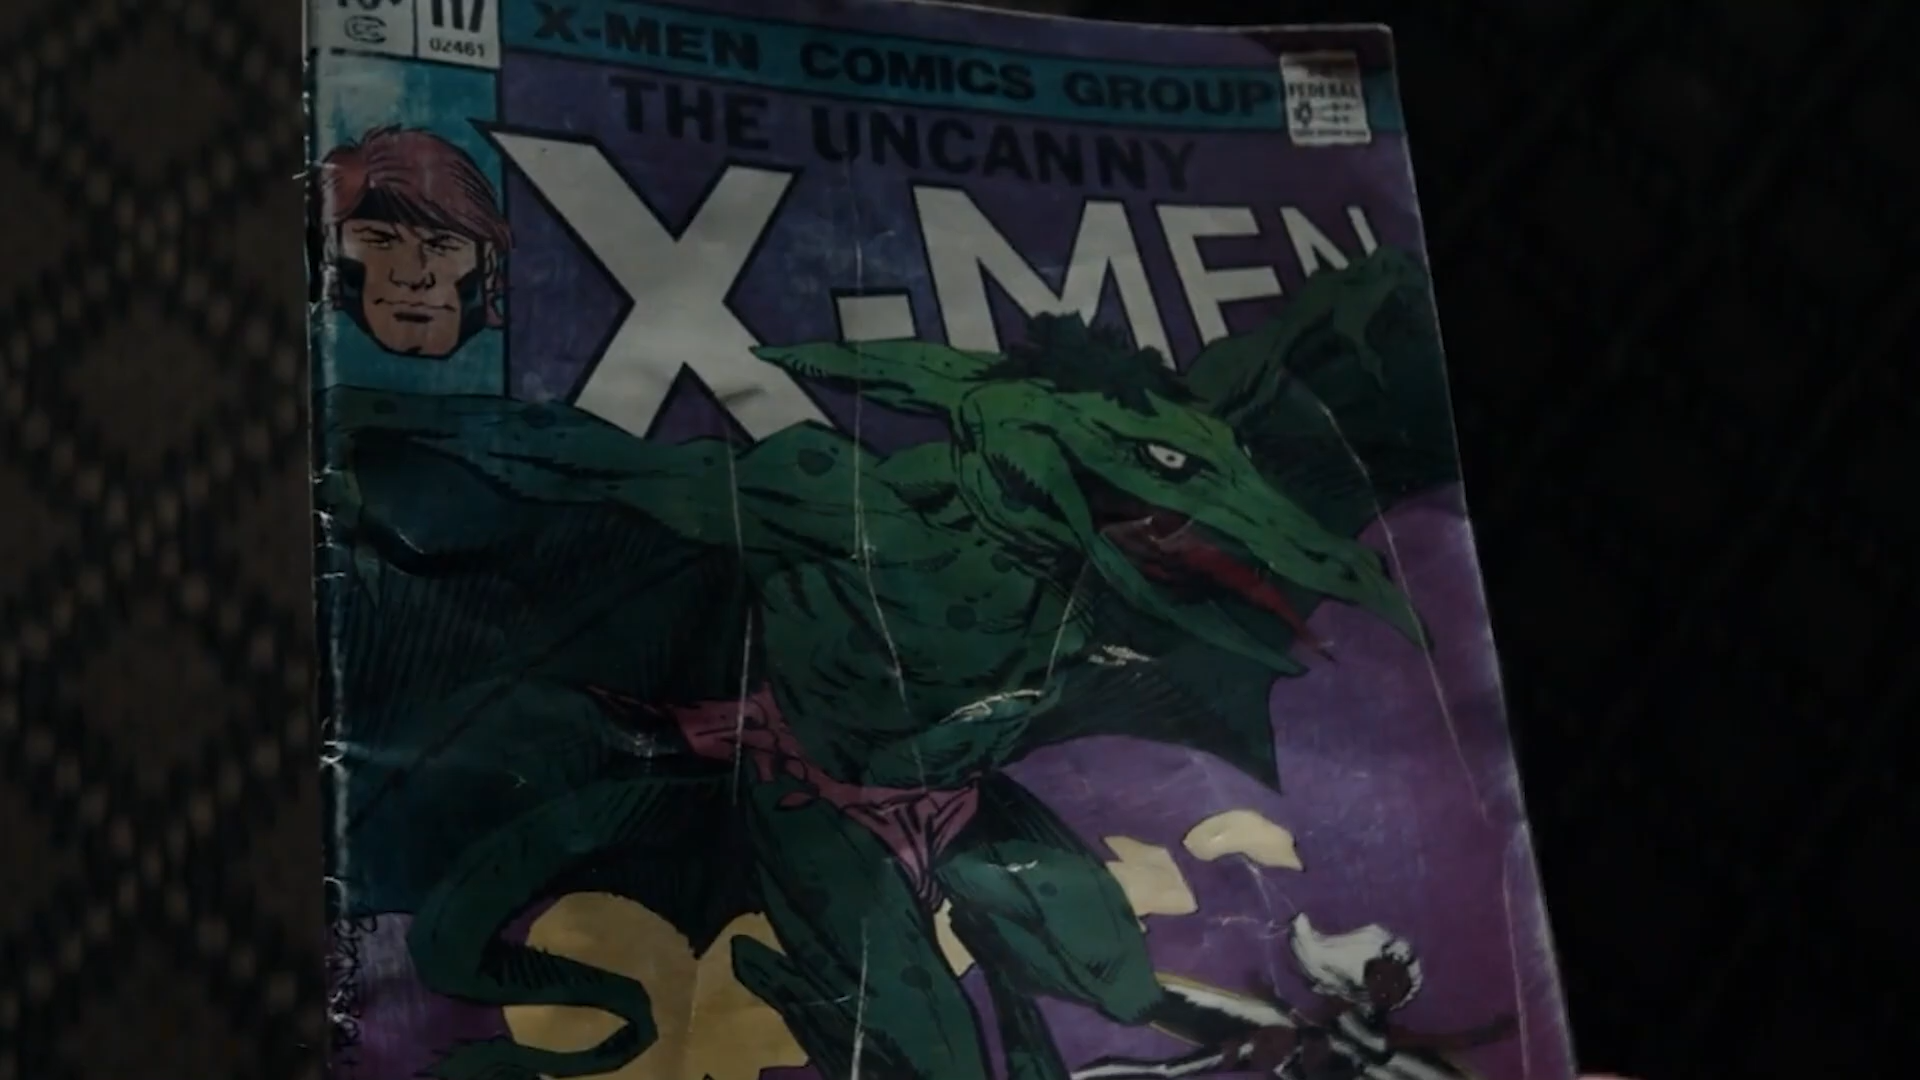 117
02461
X-MEN COMICS GROUP
THE UNCANNY
X-MEN
FEDERAL